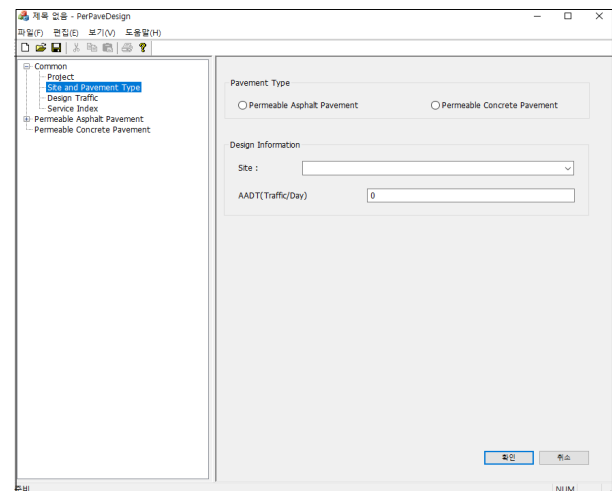 제목 없음 - PerPaveDesign
파일(F) 편집(E) 보기(V) 도움말(H)
Common
Project
Site and Pavement Type
Design Traffic
Service Index
Permeable Asphalt Pavement
Permeable Concrete Pavement
Pavement Type
Permeable Asphalt Pavement Permeable Concrete Pavement
Design Information
Site :
AADT(Traffic/Day) 0
확인 취소
준비 NUM